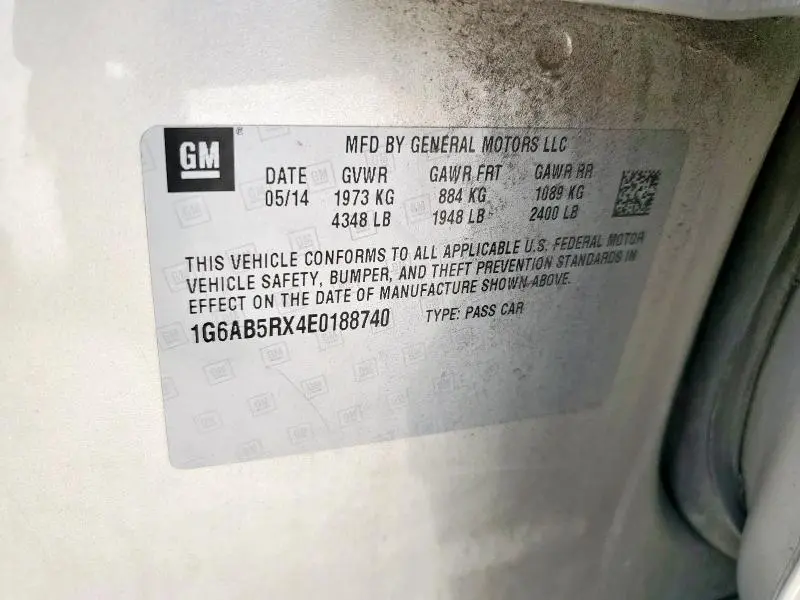 GM ® MFD BY GENERAL MOTORS LLC
DATE GVWR GAWR FRT GAWR RR
05/14 1973 KG 884 KG 1089 KG
4348 LB 1948 LB 2400 LB
THIS VEHICLE CONFORMS TO ALL APPLICABLE U.S. FEDERAL MOTOR
VEHICLE SAFETY, BUMPER, AND THEFT PREVENTION STANDARDS IN
EFFECT ON THE DATE OF MANUFACTURE SHOWN ABOVE.
1G6AB5RX4E0188740 TYPE: PASS CAR